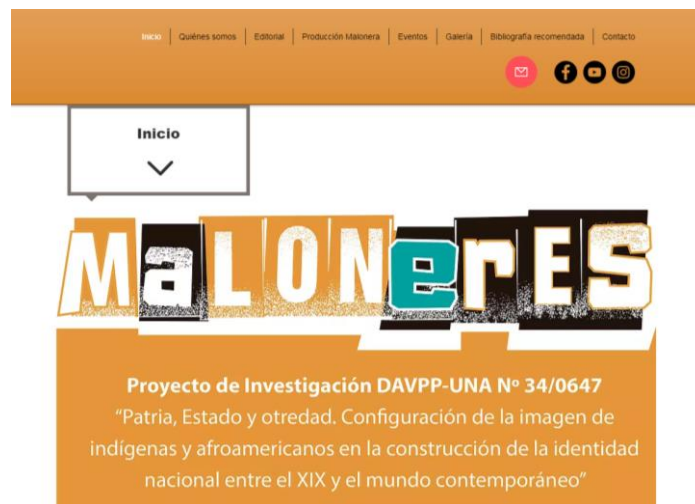 Inicio | Quiénes somos | Editorial | Producción Malonera | Eventos | Galería | Bibliografía recomendada | Contacto
Inicio
MaLONerES
Proyecto de Investigación DAVPP-UNA Nº 34/0647
“Patria, Estado y otredad. Configuración de la imagen de
indígenas y afroamericanos en la construcción de la identidad
nacional entre el XIX y el mundo contemporáneo”